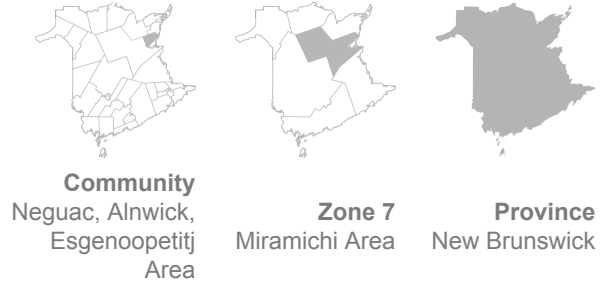 Community
Neguac, Alnwick,
Esgenoopetitj
Area
Zone 7
Miramichi Area
Province
New Brunswick